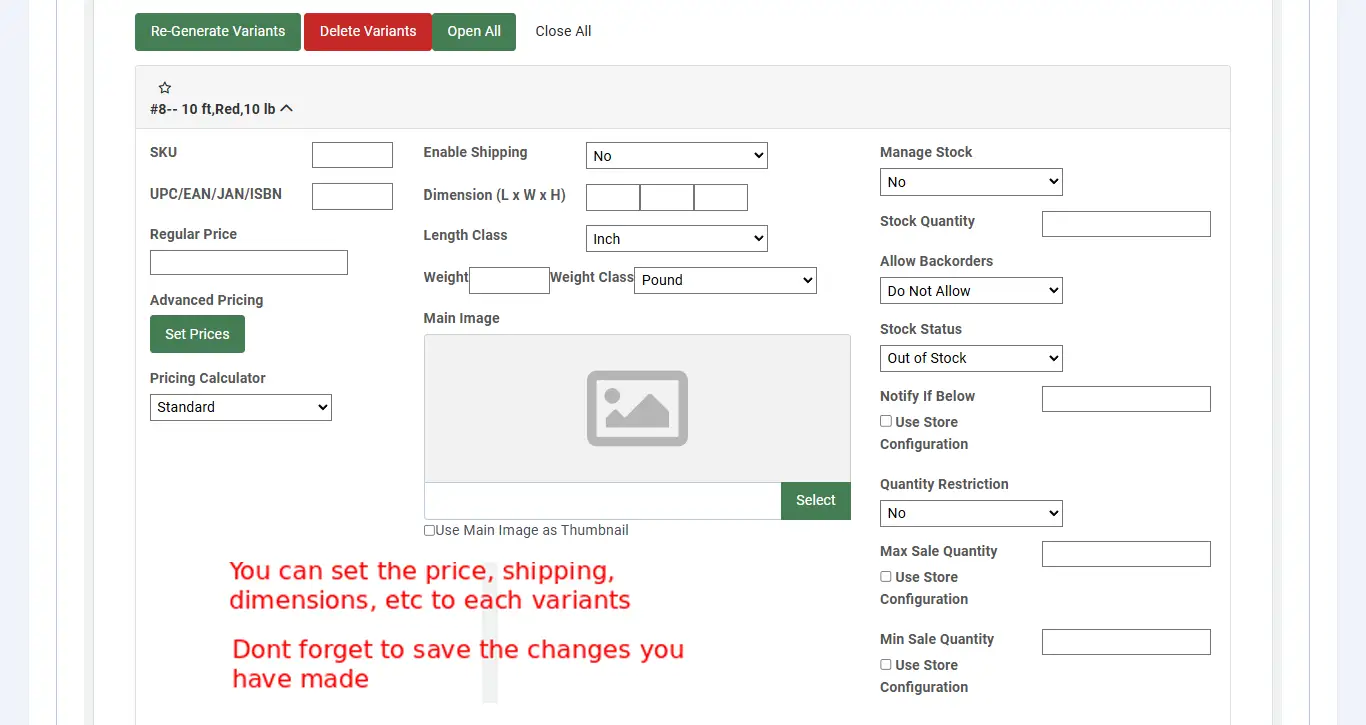 Re-Generate Variants Delete Variants Open All Close All
#8-- 10 ft,Red,10 lb
SKU
UPC/EAN/JAN/ISBN
Regular Price
Advanced Pricing
Set Prices
Pricing Calculator
Standard
Enable Shipping No
Dimension (L x W x H)
Length Class Inch
Weight Weight Class Pound
Main Image
Select
Use Main Image as Thumbnail
Manage Stock
No
Stock Quantity
Allow Backorders
Do Not Allow
Stock Status
Out of Stock
Notify If Below
Use Store
Configuration
Quantity Restriction
No
Max Sale Quantity
Use Store
Configuration
Min Sale Quantity
Use Store
Configuration
You can set the price, shipping,
dimensions, etc to each variants
Dont forget to save the changes you
have made